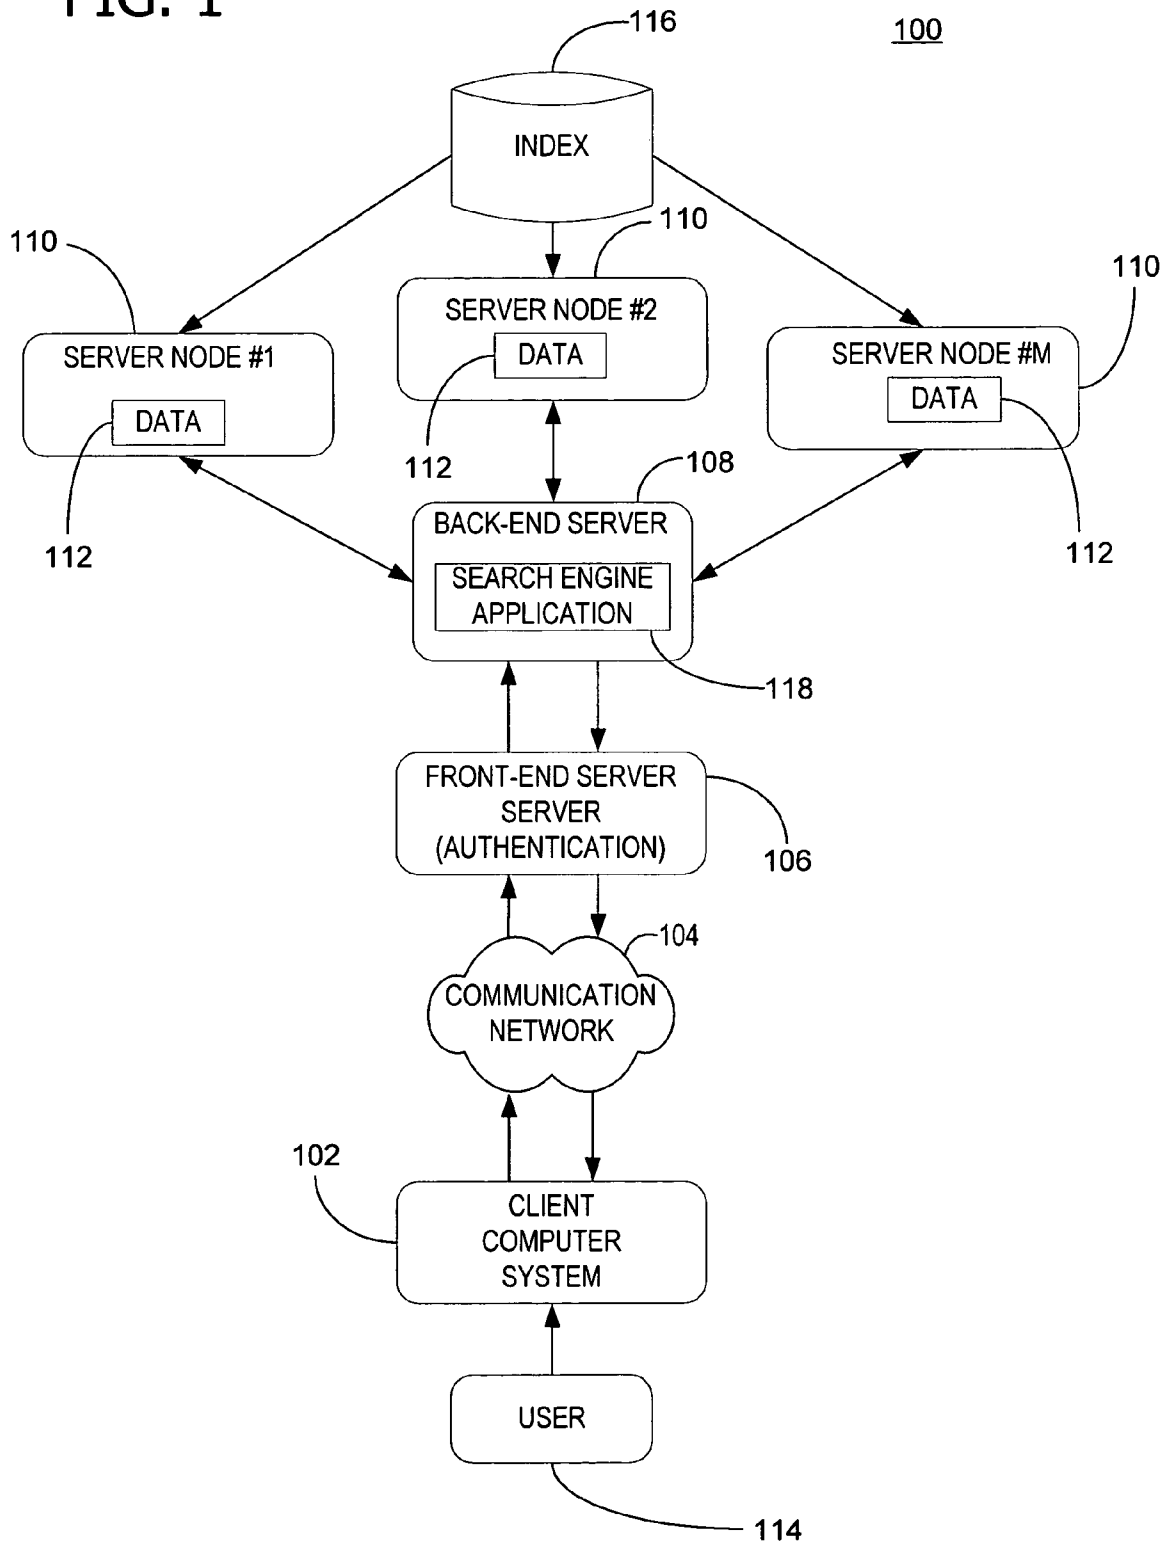 FIG. 1
116
100
INDEX
110
110
110
SERVER NODE #1
SERVER NODE #2
SERVER NODE #M
DATA
DATA
DATA
112
112
112
108
BACK-END SERVER
SEARCH ENGINE
APPLICATION
118
FRONT-END SERVER
SERVER
(AUTHENTICATION)
106
104
COMMUNICATION
NETWORK
102
CLIENT
COMPUTER
SYSTEM
USER
114